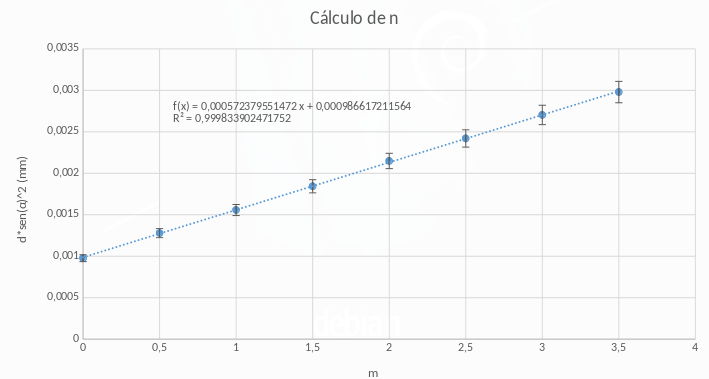 Cálculo de n
0,0035
0,003
f(x) = 0,000572379551472 x + 0,000986617211564
R² = 0,999833902471752
0,0025
0,002
d*sen(α)^2 (mm)
0,0015
0,001
0,0005
debian
0
0 0,5 1 1,5 2 2,5 3 3,5 4
m